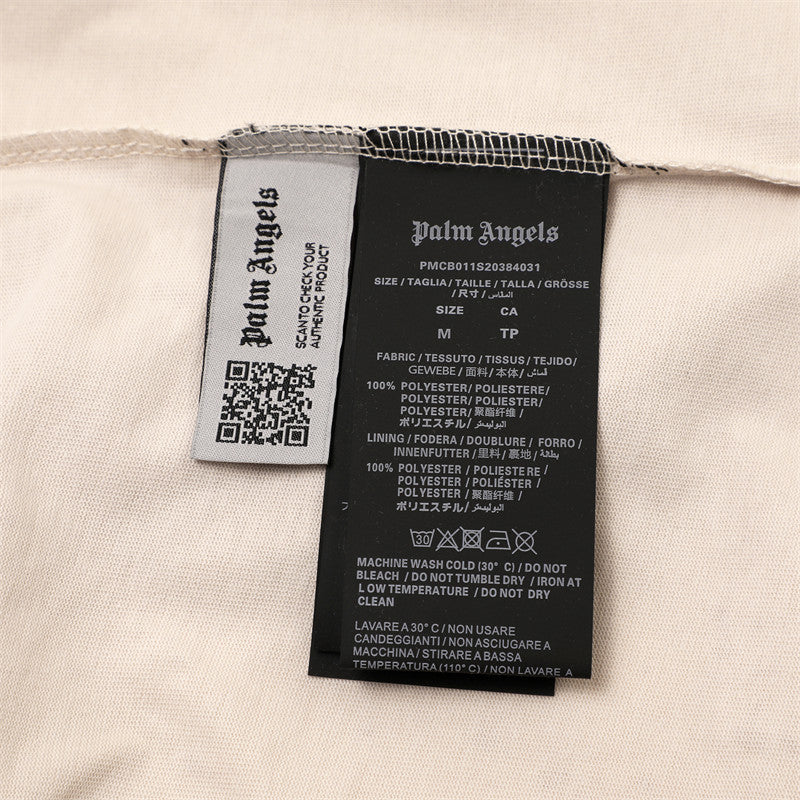 Palm Angels
SCAN TO CHECK YOUR
AUTHENTIC PRODUCT
Palm Angels
PMCB011S20384031
SIZE / TAGLIA / TAILLE / TALLA / GRÖSSE
/ 尺寸 / المقاس
SIZE CA
M TP
FABRIC / TESSUTO / TISSUS / TEJIDO/
GEWEBE / 面料 / 本体 / قماش
100% POLYESTER / POLIESTERE/
POLYESTER / POLIESTER/
POLYESTER / 聚酯纤维 /
ポリエスチル / البوليستر
LINING / FODERA / DOUBLURE / FORRO /
INNENFUTTER / 里料 / 裏地 / بطانة
100% POLYESTER / POLIESTERE /
POLYESTER / POLIÉSTER /
POLYESTER / 聚酯纤维 /
ポリエスチル / البوليستر
30
MACHINE WASH COLD (30° C) / DO NOT
BLEACH / DO NOT TUMBLE DRY / IRON AT
LOW TEMPERATURE / DO NOT DRY
CLEAN
LAVARE A 30° C / NON USARE
CANDEGGIANTI / NON ASCIUGARE A
MACCHINA / STIRARE A BASSA
TEMPERATURA (110° C) / NON LAVARE A